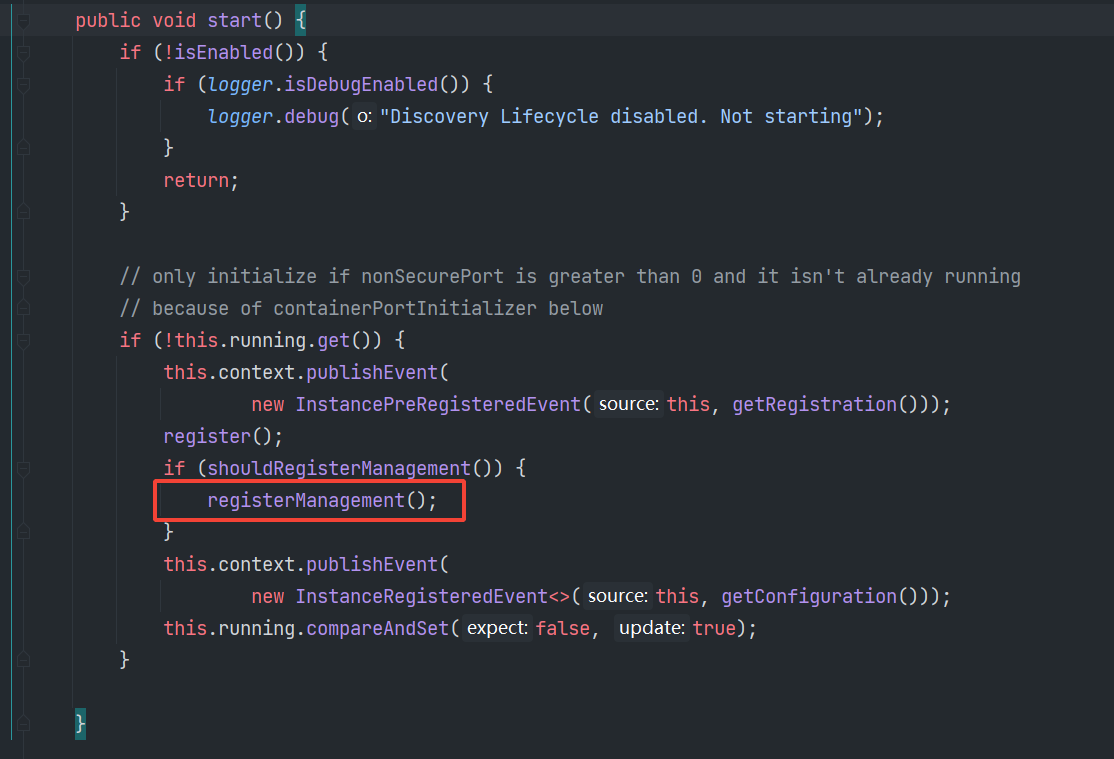 public void start() {
if (!isEnabled()) {
if (logger.isDebugEnabled()) {
logger.debug( o: "Discovery Lifecycle disabled. Not starting");
}
return;
}
// only initialize if nonSecurePort is greater than 0 and it isn't already running
// because of containerPortInitializer below
if (!this.running.get()) {
this.context.publishEvent(
new InstancePreRegisteredEvent( source: this, getRegistration()));
register();
if (shouldRegisterManagement()) {
registerManagement();
}
this.context.publishEvent(
new InstanceRegisteredEvent<>( source: this, getConfiguration()));
this.running.compareAndSet( expect: false, update: true);
}
}